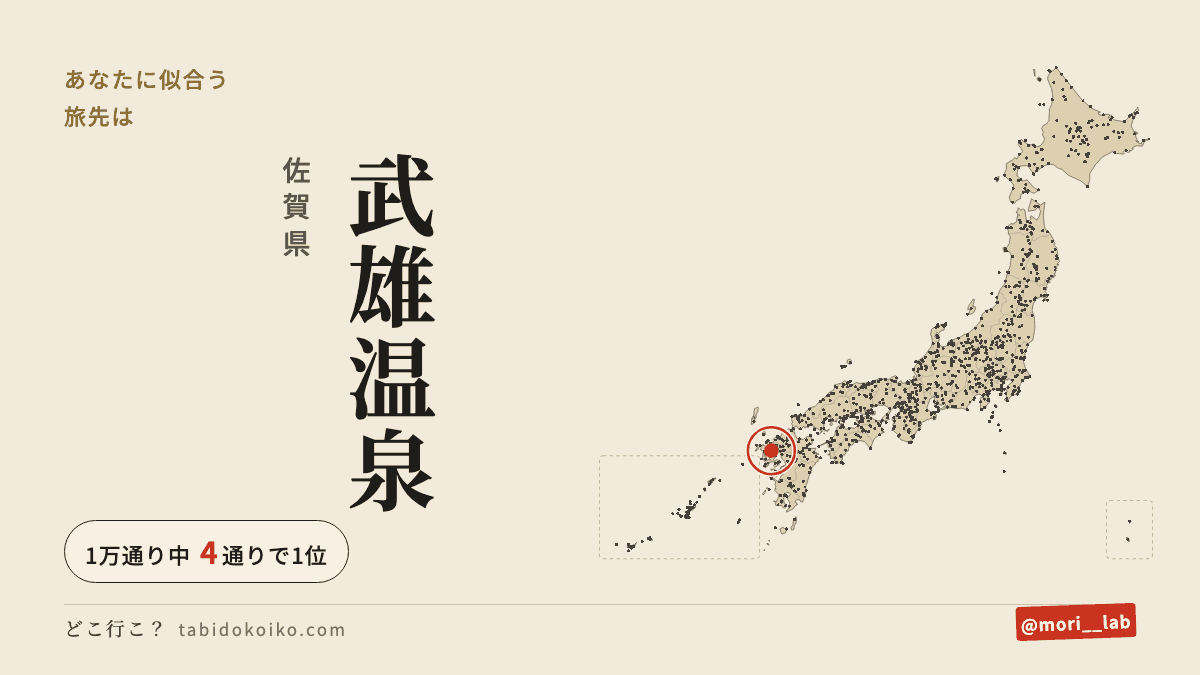 あなたに似合う
旅先は
武雄温泉
佐賀県
1万通り中 4通りで1位
どこ行こ？ tabidokoiko.com
@mori__lab